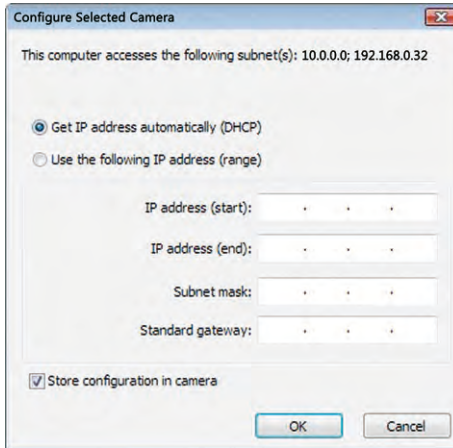 Configure Selected Camera
This computer accesses the following subnet(s): 10.0.0.0; 192.168.0.32
Get IP address automatically (DHCP)
Use the following IP address (range)
IP address (start):
IP address (end):
Subnet mask:
Standard gateway:
Store configuration in camera
OK Cancel